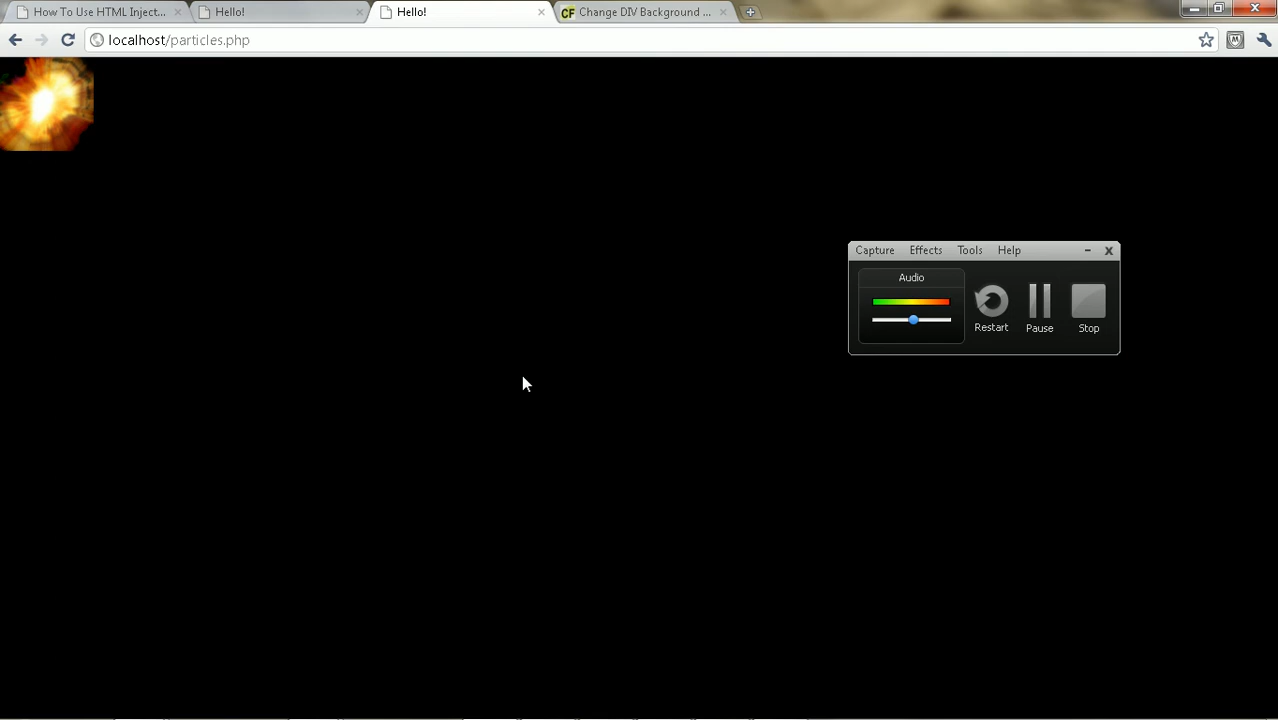 How To Use HTML Inject...
Hello!
Hello!
CF Change DIV Background ...
localhost/particles.php
Capture Effects Tools Help
Audio
Restart Pause Stop